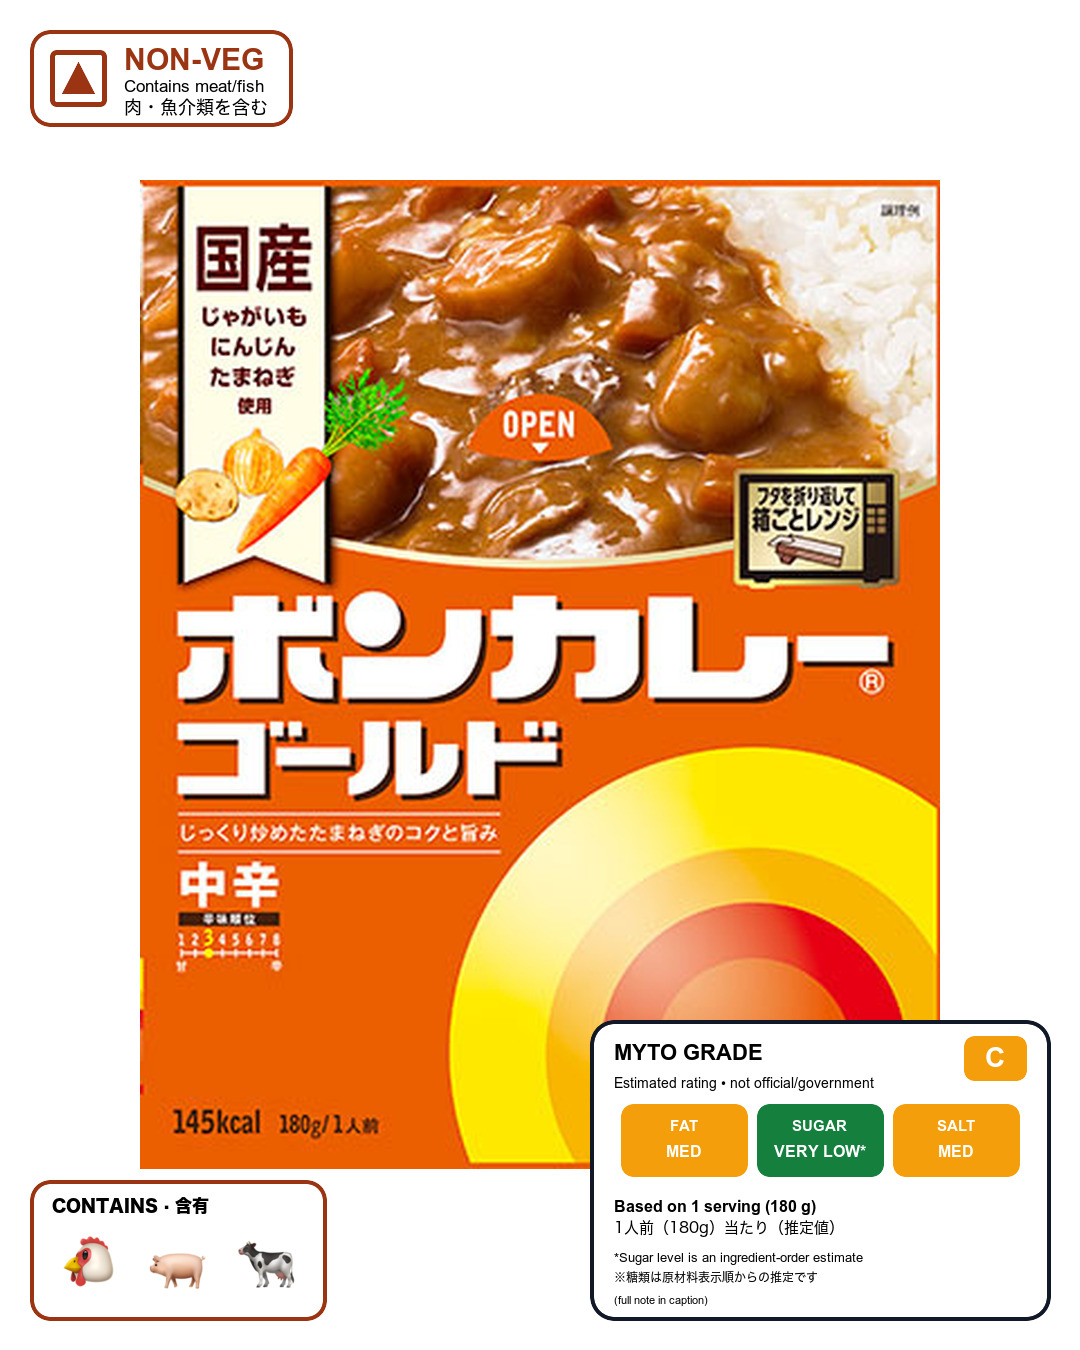 NON-VEG
Contains meat/fish
肉・魚介類を含む
調理例
国産
じゃがいも
にんじん
たまねぎ
使用
OPEN
フタを折り返して
箱ごとレンジ
ボンカレー®
ゴールド
じっくり炒めたたまねぎのコクと旨み
中辛
辛味順位
1 2 3 4 5 6 7 8
甘 辛
145kcal 180g/1人前
MYTO GRADE
C
Estimated rating • not official/government
FAT
MED
SUGAR
VERY LOW*
SALT
MED
Based on 1 serving (180 g)
1人前（180g）当たり（推定値）
*Sugar level is an ingredient-order estimate
※糖類は原材料表示順からの推定です
(full note in caption)
CONTAINS · 含有